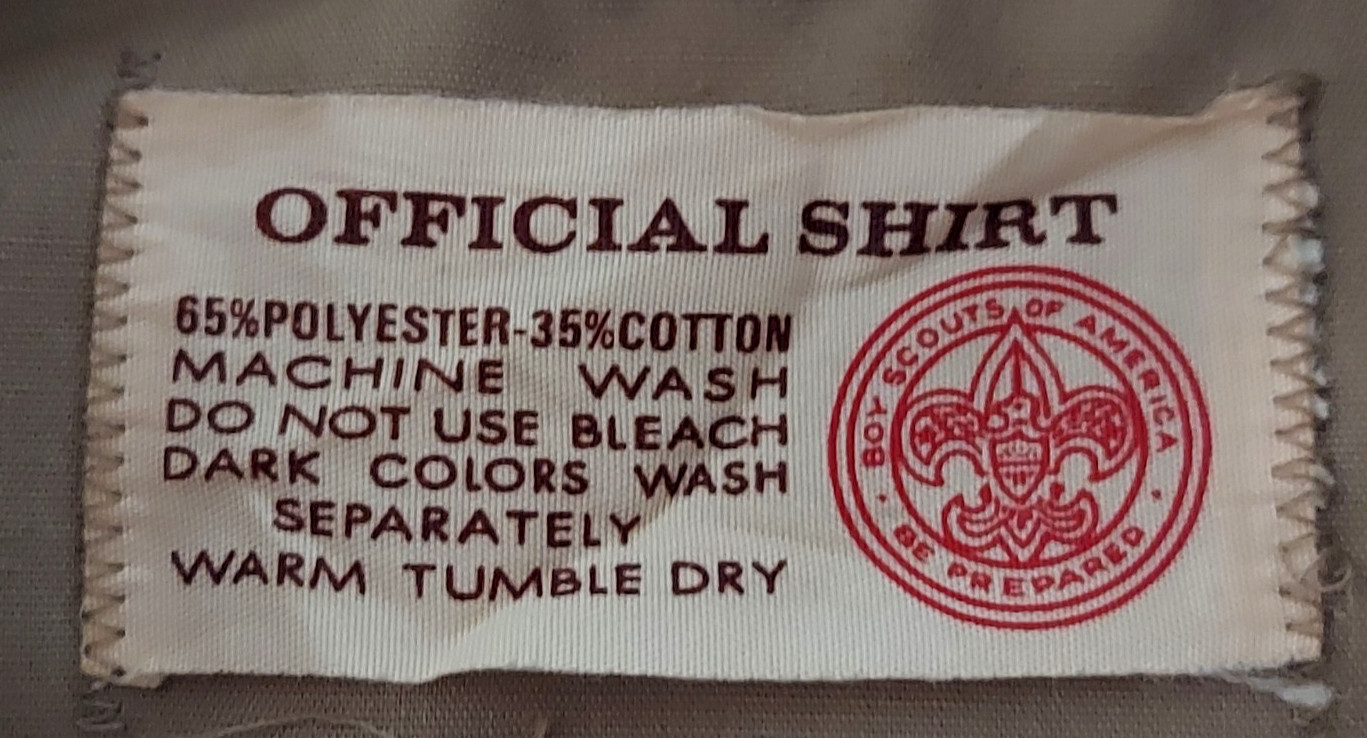 OFFICIAL SHIRT
65%POLYESTER-35%COTTON
MACHINE WASH
DO NOT USE BLEACH
DARK COLORS WASH
SEPARATELY
WARM TUMBLE DRY
BOY SCOUTS OF AMERICA
· BE PREPARED ·